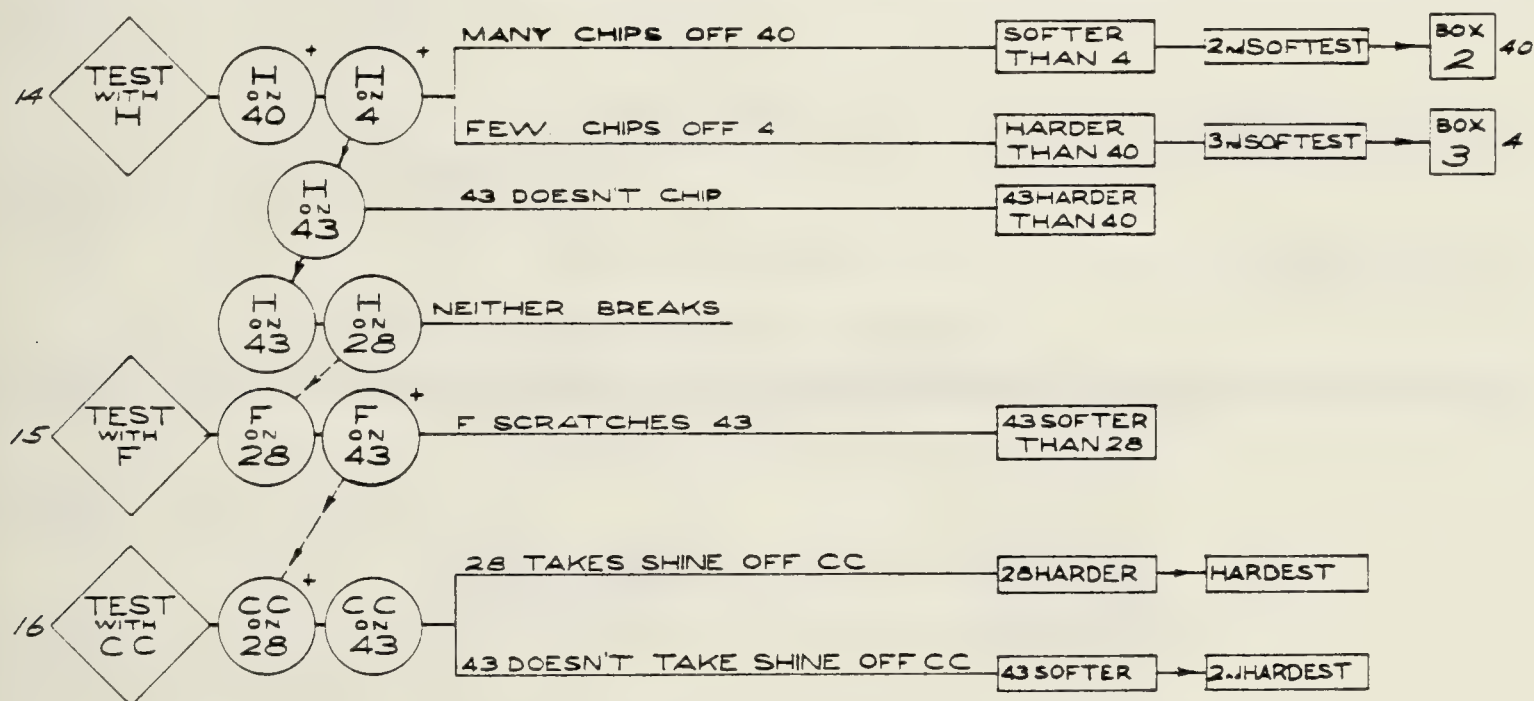 14
TEST
WITH
H
H
ON
40
+
H
ON
4
+
MANY CHIPS OFF 40
SOFTER
THAN 4
2ND SOFTEST
BOX
2
40
FEW CHIPS OFF 4
HARDER
THAN 40
3RD SOFTEST
BOX
3
4
H
ON
43
43 DOESN'T CHIP
43 HARDER
THAN 40
H
ON
43
H
ON
28
NEITHER BREAKS
15
TEST
WITH
F
F
ON
28
F
ON
43
+
F SCRATCHES 43
43 SOFTER
THAN 28
16
TEST
WITH
CC
CC
ON
28
+
CC
ON
43
28 TAKES SHINE OFF CC
28 HARDER
HARDEST
43 DOESN'T TAKE SHINE OFF CC
43 SOFTER
2ND HARDEST